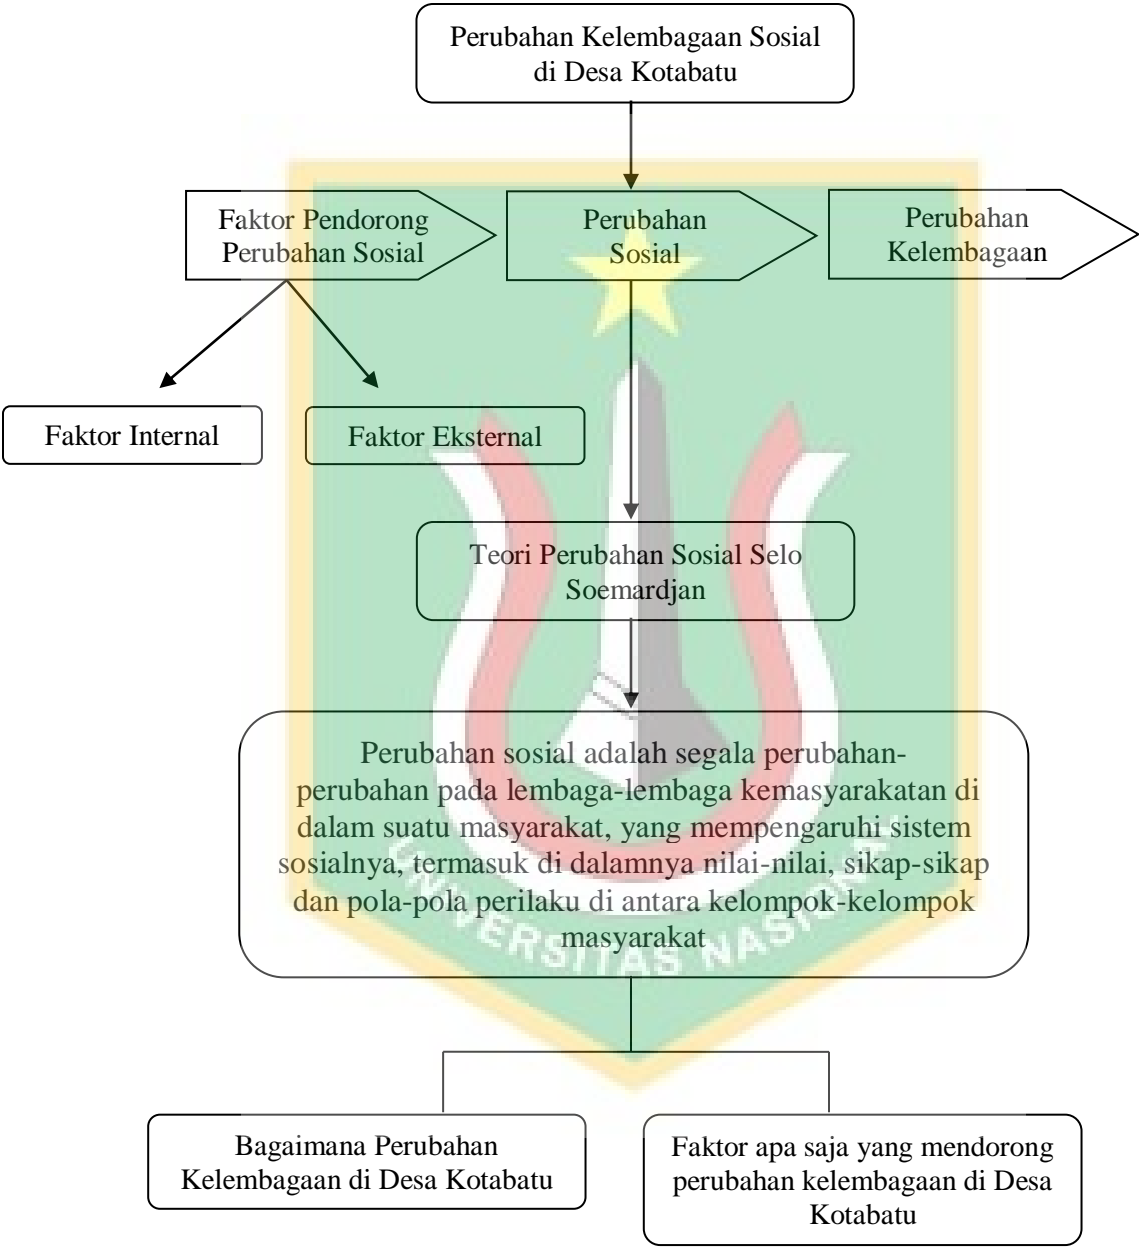 Perubahan Kelembagaan Sosial
di Desa Kotabatu
Faktor Pendorong
Perubahan Sosial
Perubahan
Sosial
Perubahan
Kelembagaan
Faktor Internal
Faktor Eksternal
Teori Perubahan Sosial Selo
Soemardjan
Perubahan sosial adalah segala perubahan-
perubahan pada lembaga-lembaga kemasyarakatan di
dalam suatu masyarakat, yang mempengaruhi sistem
sosialnya, termasuk di dalamnya nilai-nilai, sikap-sikap
dan pola-pola perilaku di antara kelompok-kelompok
masyarakat
UNIVERSITAS NASIONAL
Bagaimana Perubahan
Kelembagaan di Desa Kotabatu
Faktor apa saja yang mendorong
perubahan kelembagaan di Desa
Kotabatu